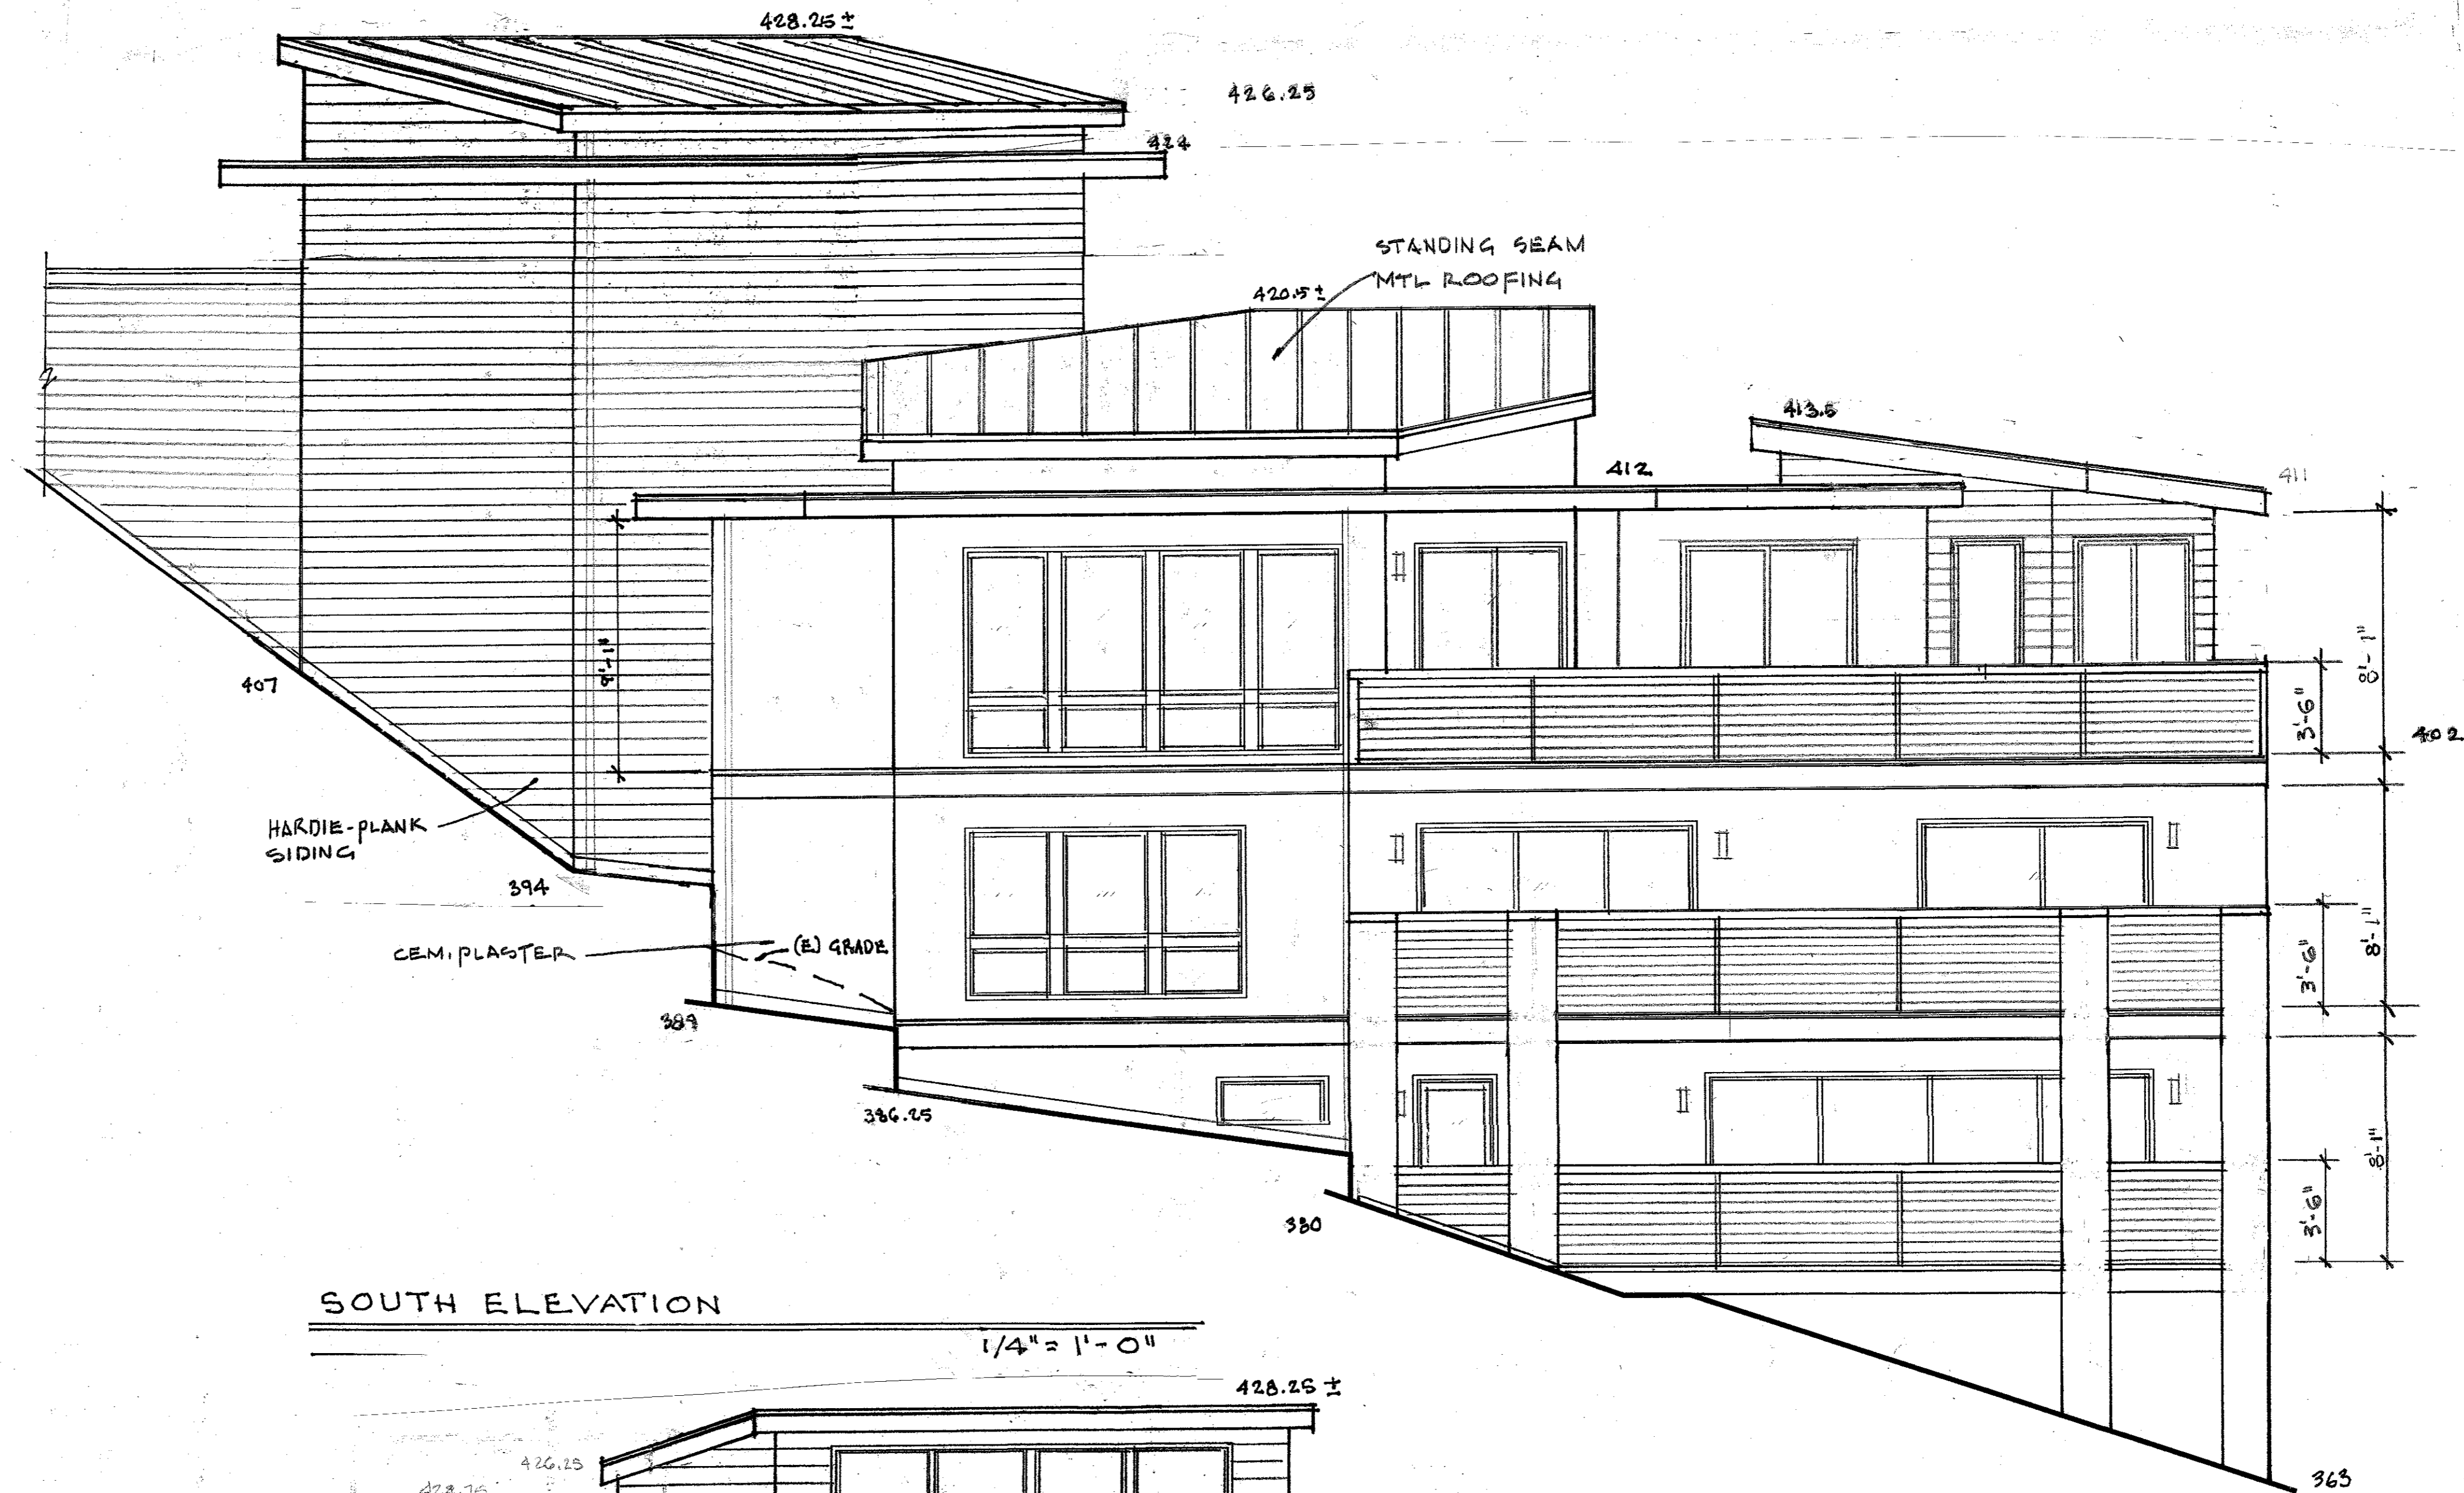 428.25 ±
426.25
424
STANDING SEAM
MTL ROOFING
420.5 ±
413.5
412
411
9'-1"
8'-1"
3'-6"
402
407
HARDIE-PLANK
SIDING
394
CEM. PLASTER
(E) GRADE
8'-1"
3'-6"
389
386.25
8'-1"
3'-6"
380
SOUTH ELEVATION
1/4" = 1'-0"
363
428.25 ±
426.25